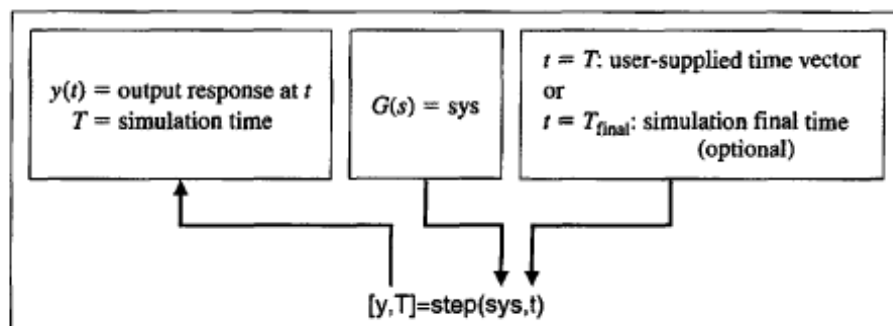 y(t) = output response at t
T = simulation time
G(s) = sys
t = T: user-supplied time vector
or
t = T_final: simulation final time
(optional)
[y,T]=step(sys,t)